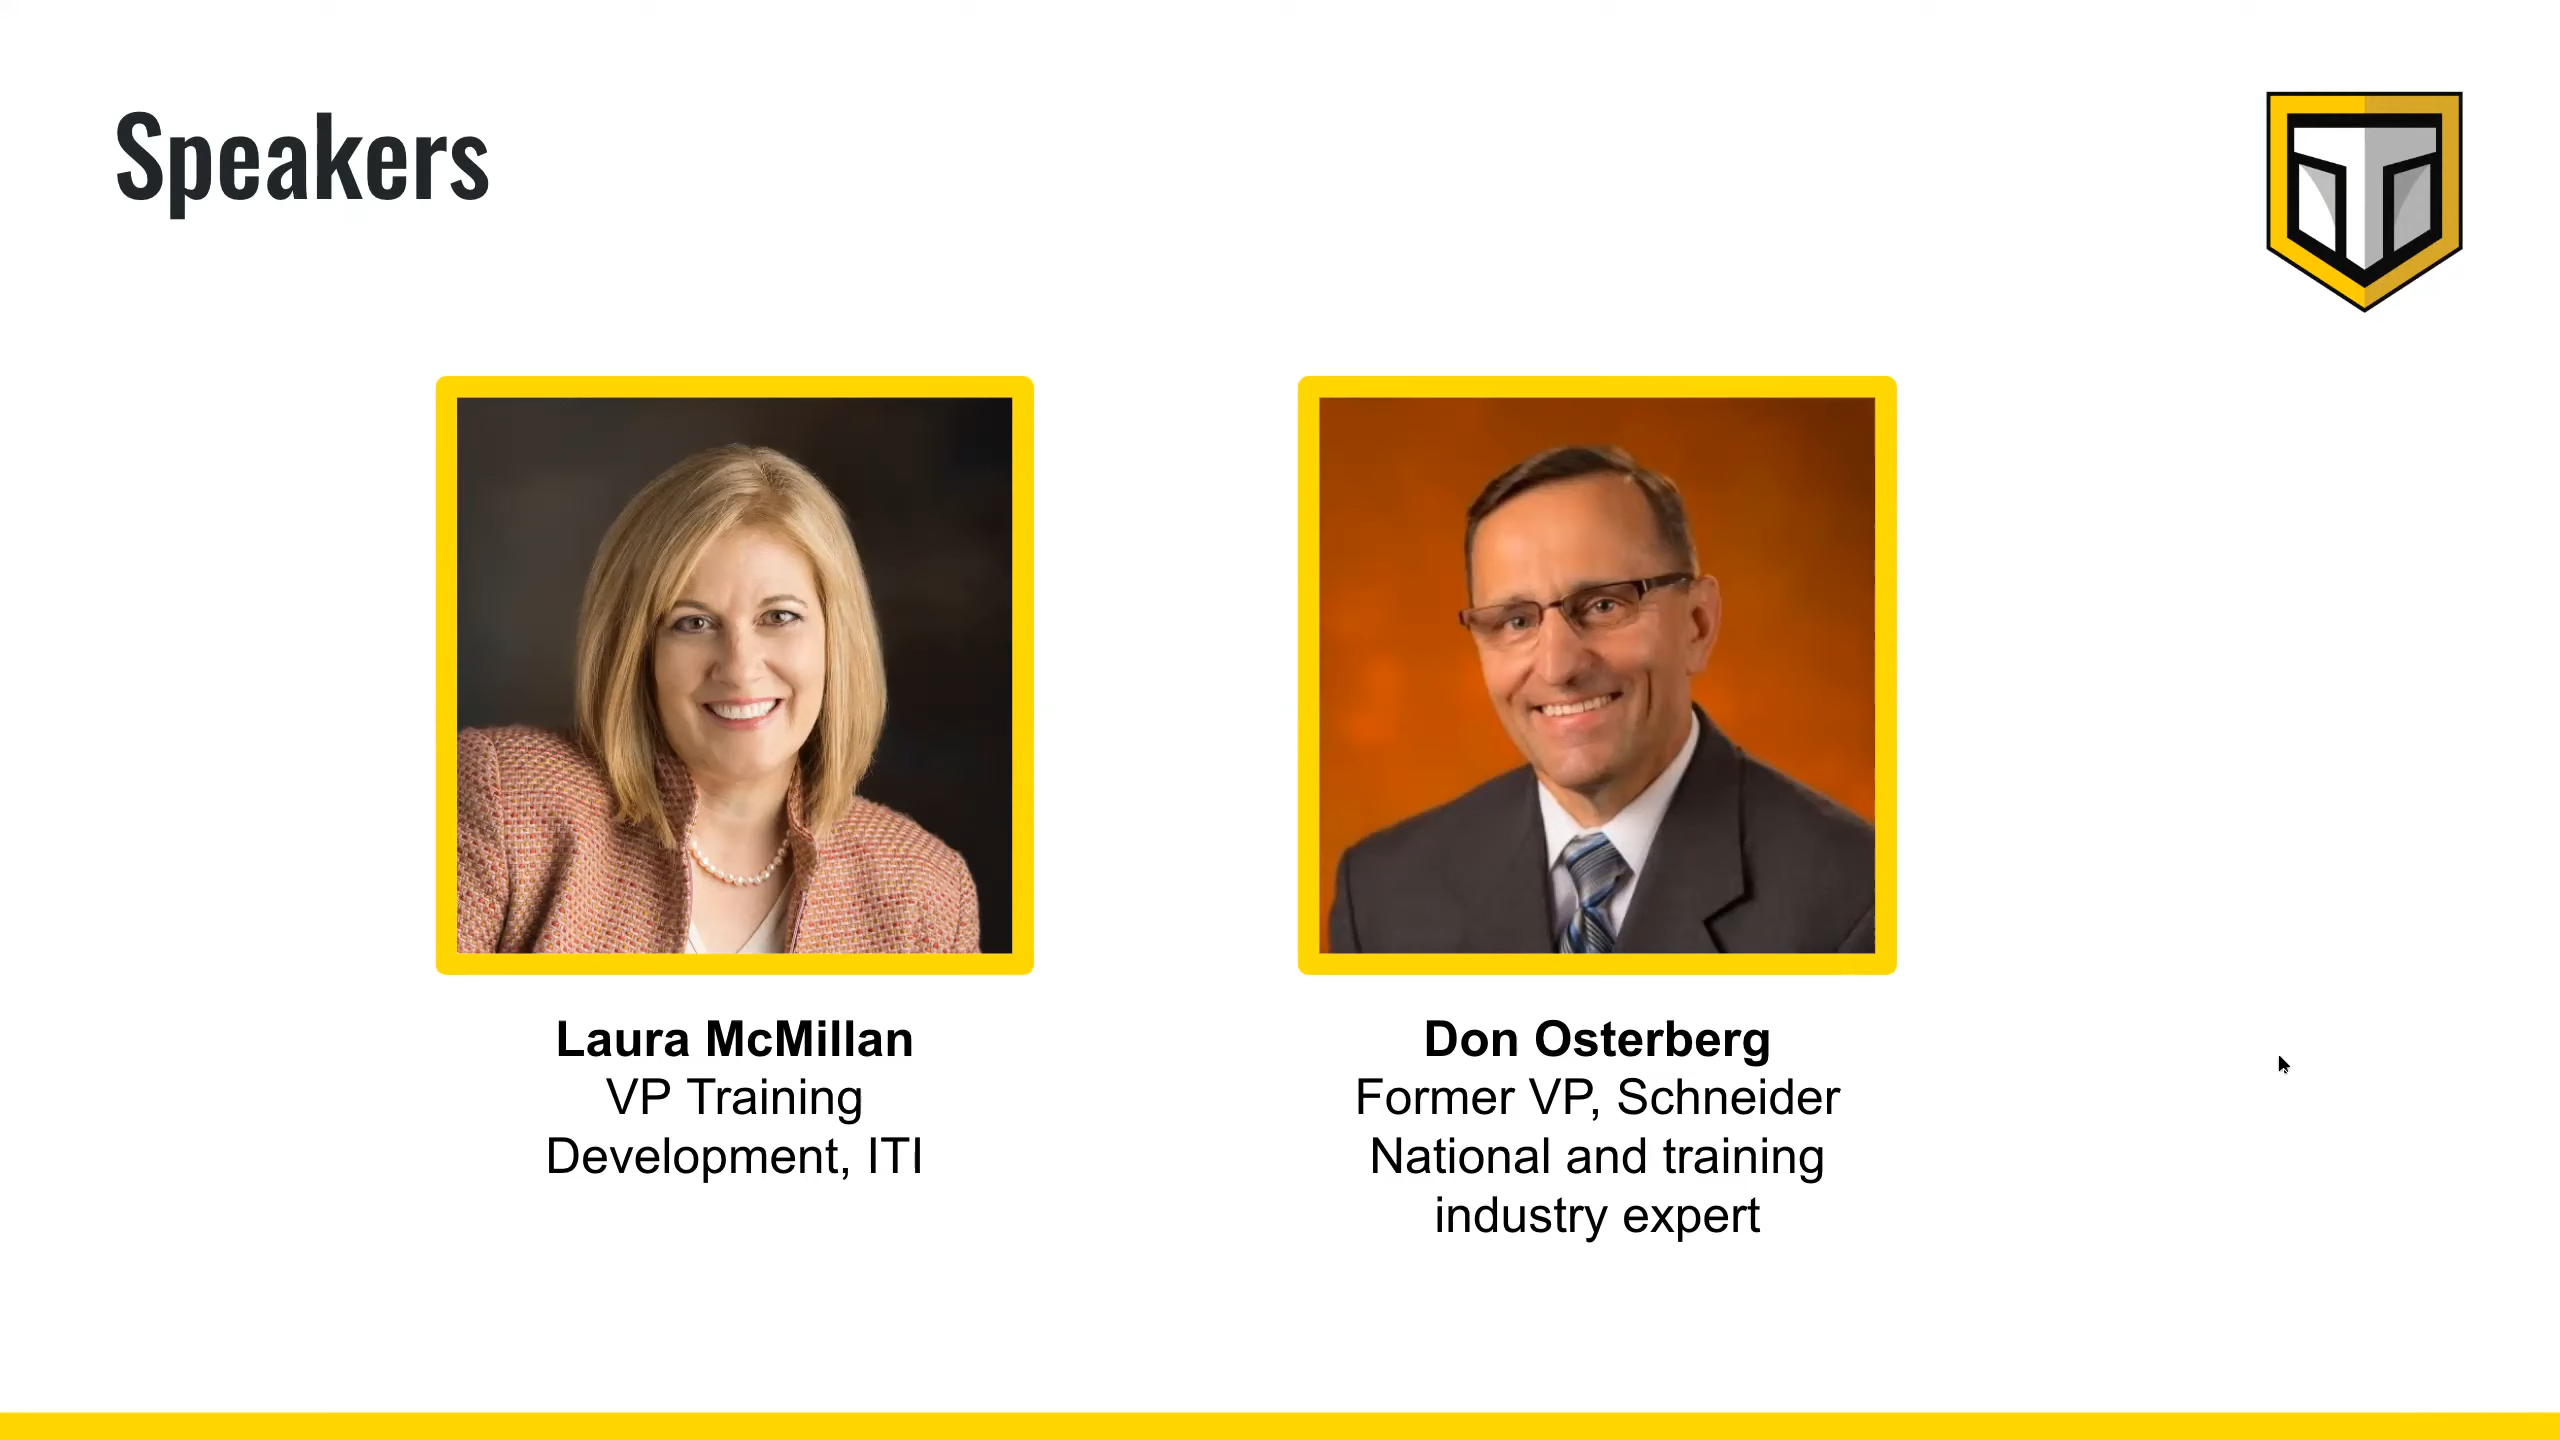 Speakers
Laura McMillan
VP Training
Development, ITI
Don Osterberg
Former VP, Schneider
National and training
industry expert